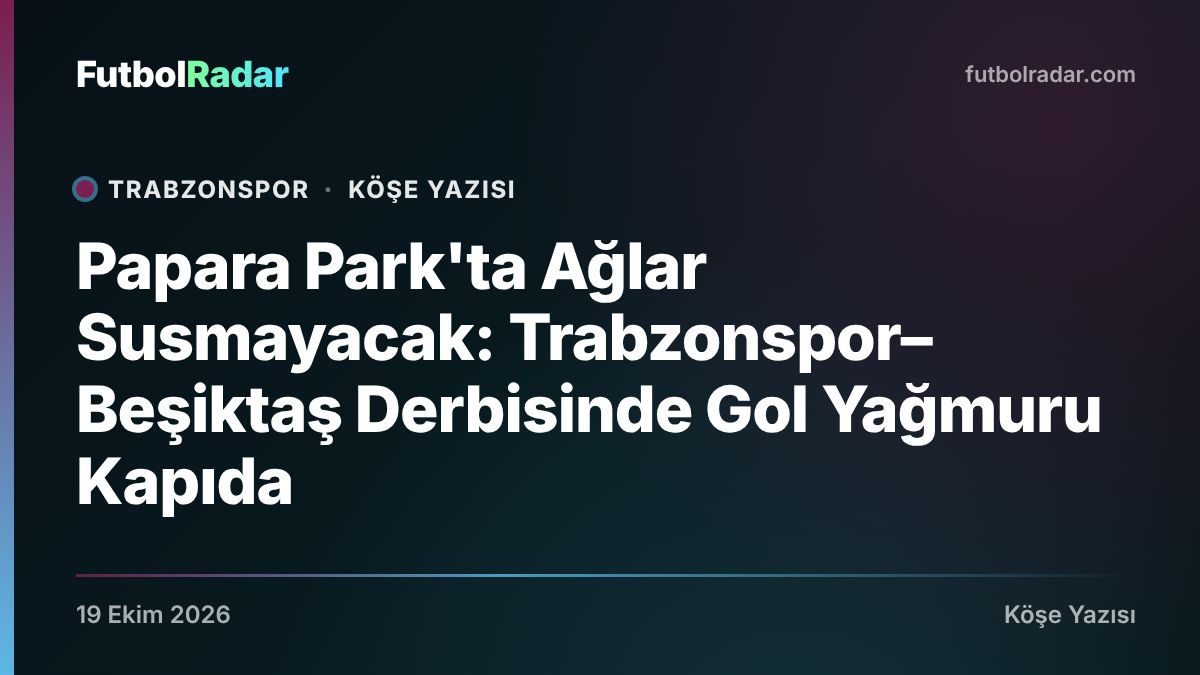 FutbolRadar
futbolradar.com
TRABZONSPOR · KÖŞE YAZISI
Papara Park'ta Ağlar
Susmayacak: Trabzonspor–
Beşiktaş Derbisinde Gol Yağmuru
Kapıda
19 Ekim 2026
Köşe Yazısı